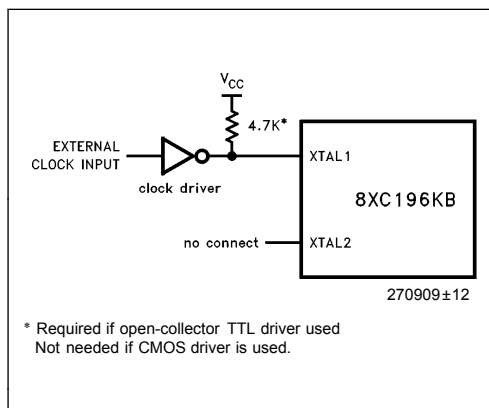 VCC
4.7K*
EXTERNAL
CLOCK INPUT
XTAL1
clock driver
8XC196KB
no connect
XTAL2
270909±12
* Required if open-collector TTL driver used
Not needed if CMOS driver is used.